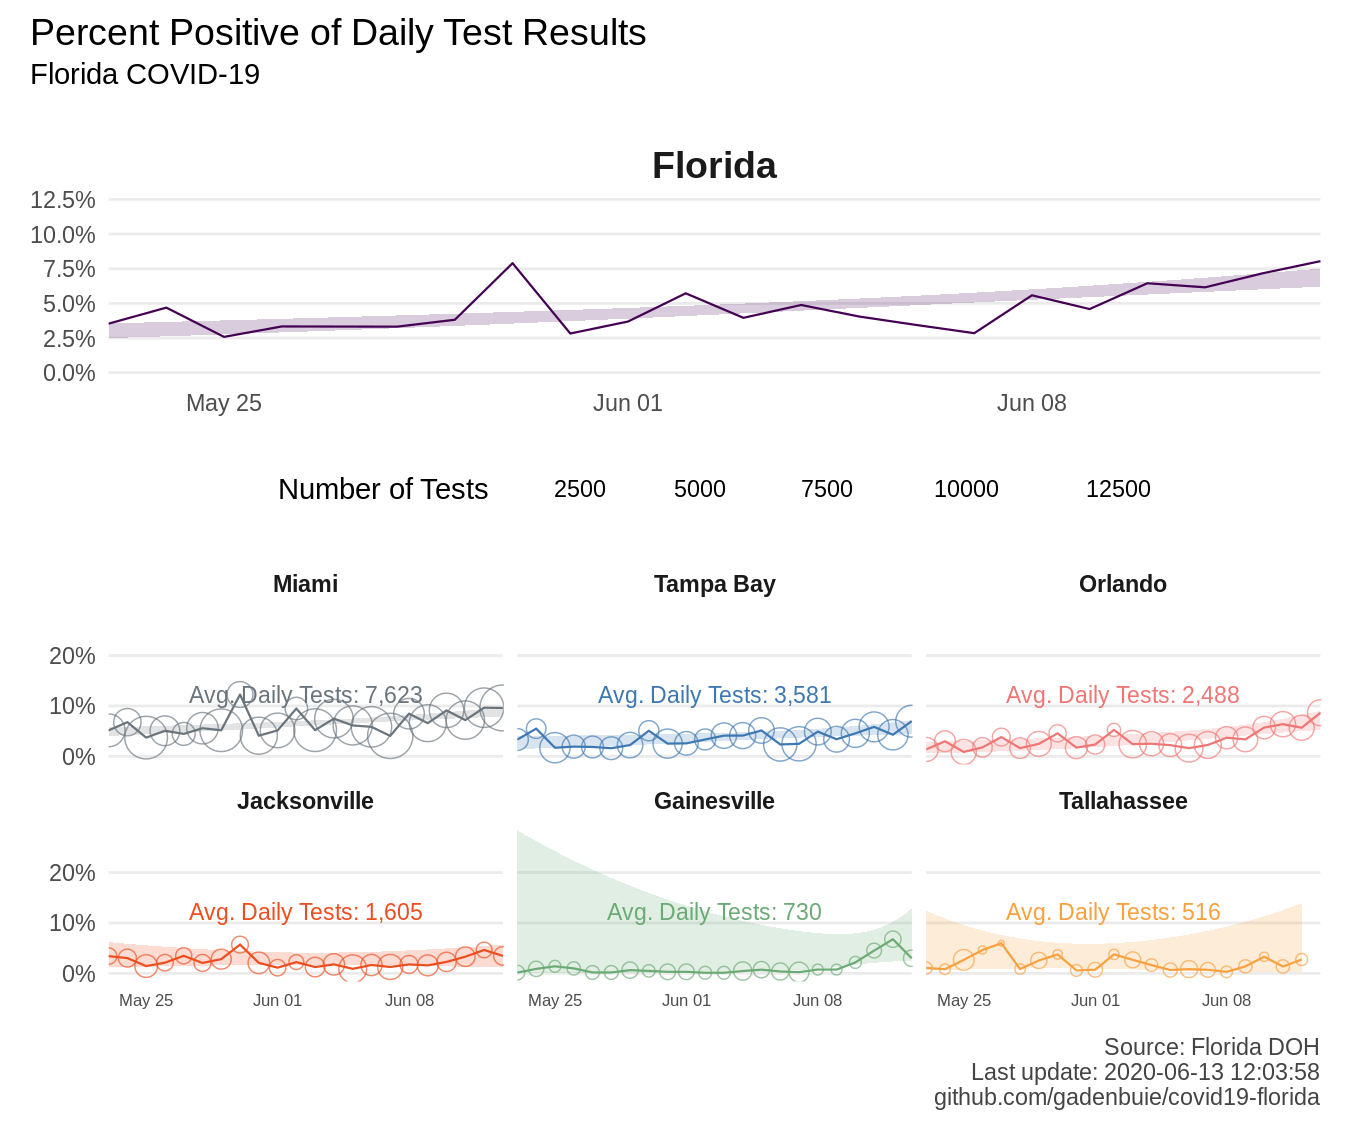 Percent Positive of Daily Test Results
Florida COVID-19
Florida
12.5%
10.0%
7.5%
5.0%
2.5%
0.0%
May 25 Jun 01 Jun 08
Number of Tests 2500 5000 7500 10000 12500
Miami Tampa Bay Orlando
20%
Avg. Daily Tests: 7,623 Avg. Daily Tests: 3,581 Avg. Daily Tests: 2,488
10%
0%
Jacksonville Gainesville Tallahassee
20%
Avg. Daily Tests: 1,605 Avg. Daily Tests: 730 Avg. Daily Tests: 516
10%
0%
May 25 Jun 01 Jun 08 May 25 Jun 01 Jun 08 May 25 Jun 01 Jun 08
Source: Florida DOH
Last update: 2020-06-13 12:03:58
github.com/gadenbuie/covid19-florida